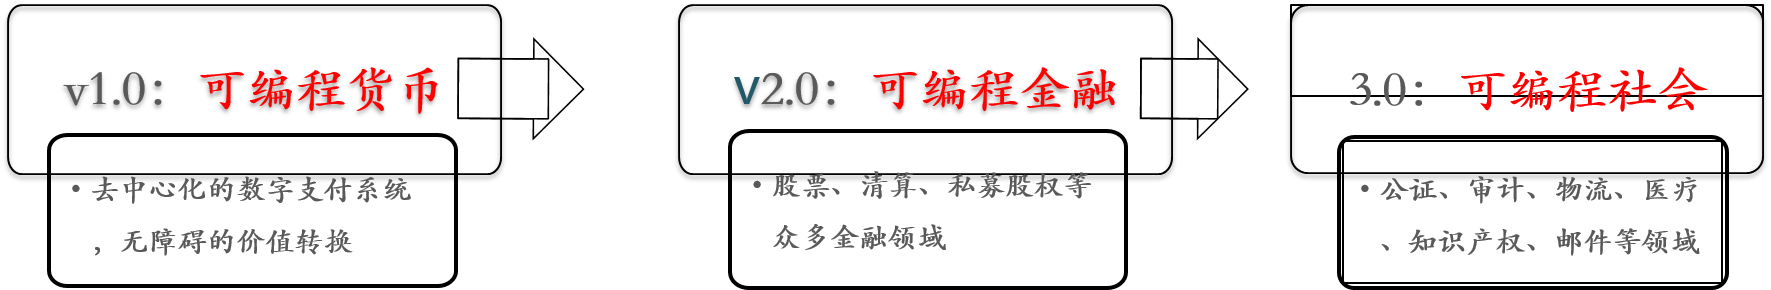 v1.0：可编程货币
• 去中心化的数字支付系统
，无障碍的价值转换
v2.0：可编程金融
• 股票、清算、私募股权等
众多金融领域
3.0：可编程社会
• 公证、审计、物流、医疗
、知识产权、邮件等领域